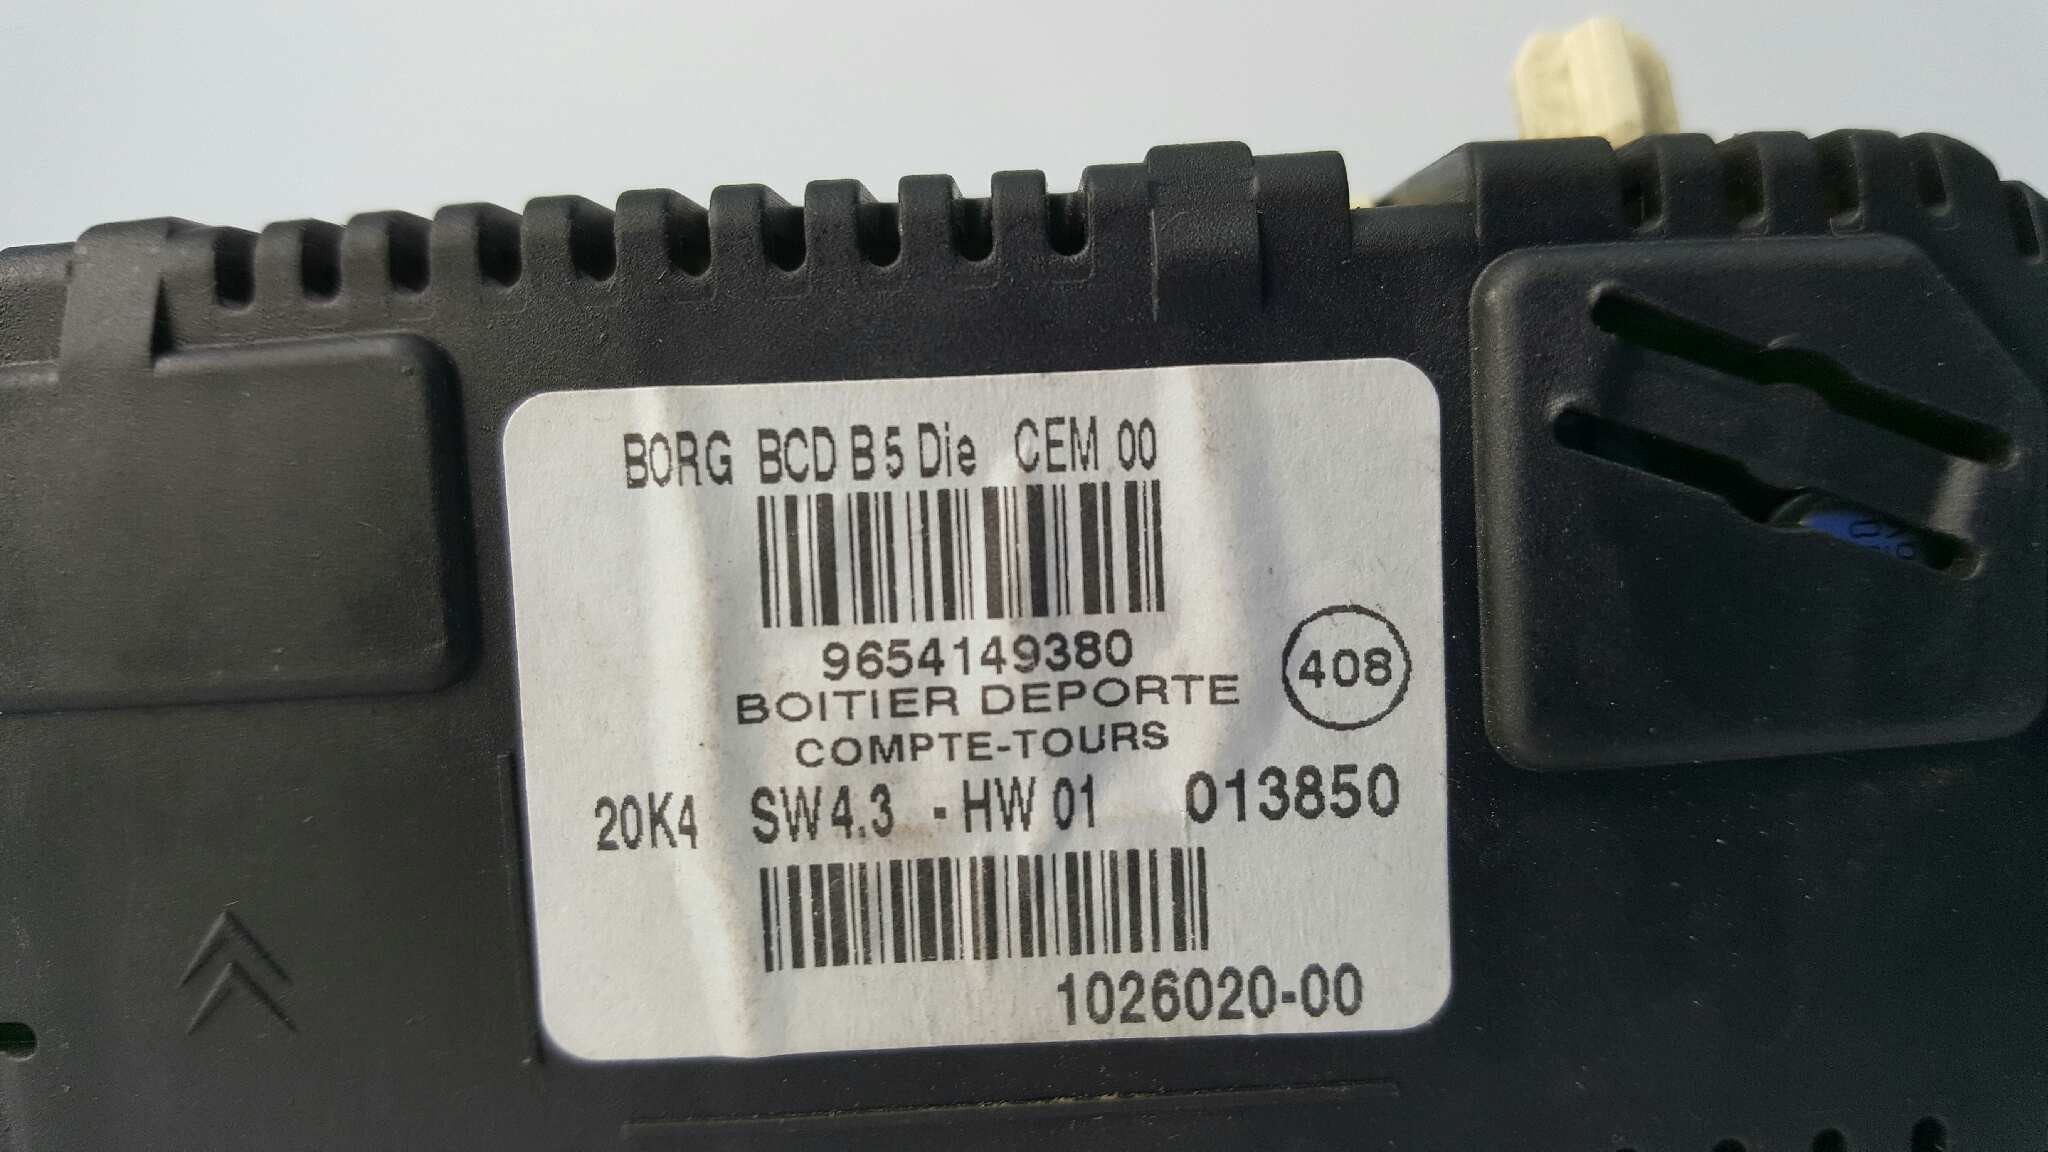 BORG BCD B5 Die CEM 00
9654149380
BOITIER DEPORTE
COMPTE-TOURS
408
20K4 SW4.3 - HW 01 013850
1026020-00